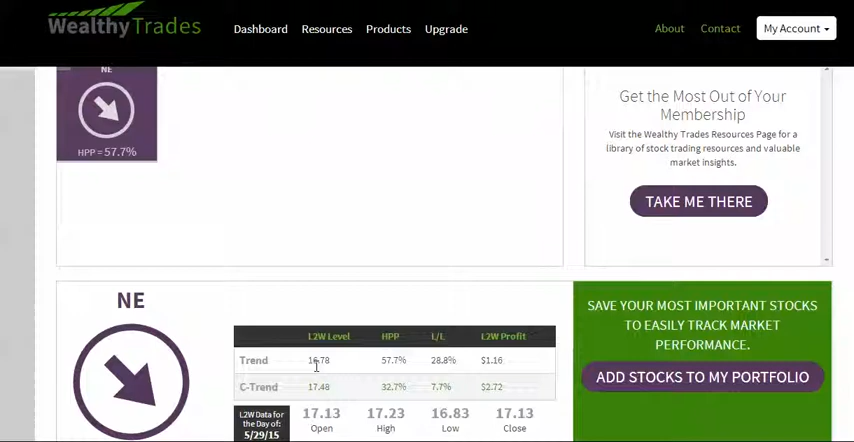 WealthyTrades
Dashboard Resources Products Upgrade About Contact My Account
NE
HPP = 57.7%
Get the Most Out of Your
Membership
Visit the Wealthy Trades Resources Page for a
library of stock trading resources and valuable
market insights.
TAKE ME THERE
NE
L2W Level HPP L/L L2W Profit
Trend 16.78 57.7% 28.8% $1.16
C-Trend 17.48 32.7% 7.7% $2.72
L2W Data for
the Day of:
5/29/15
17.13 17.23 16.83 17.13
Open High Low Close
SAVE YOUR MOST IMPORTANT STOCKS
TO EASILY TRACK MARKET
PERFORMANCE.
ADD STOCKS TO MY PORTFOLIO